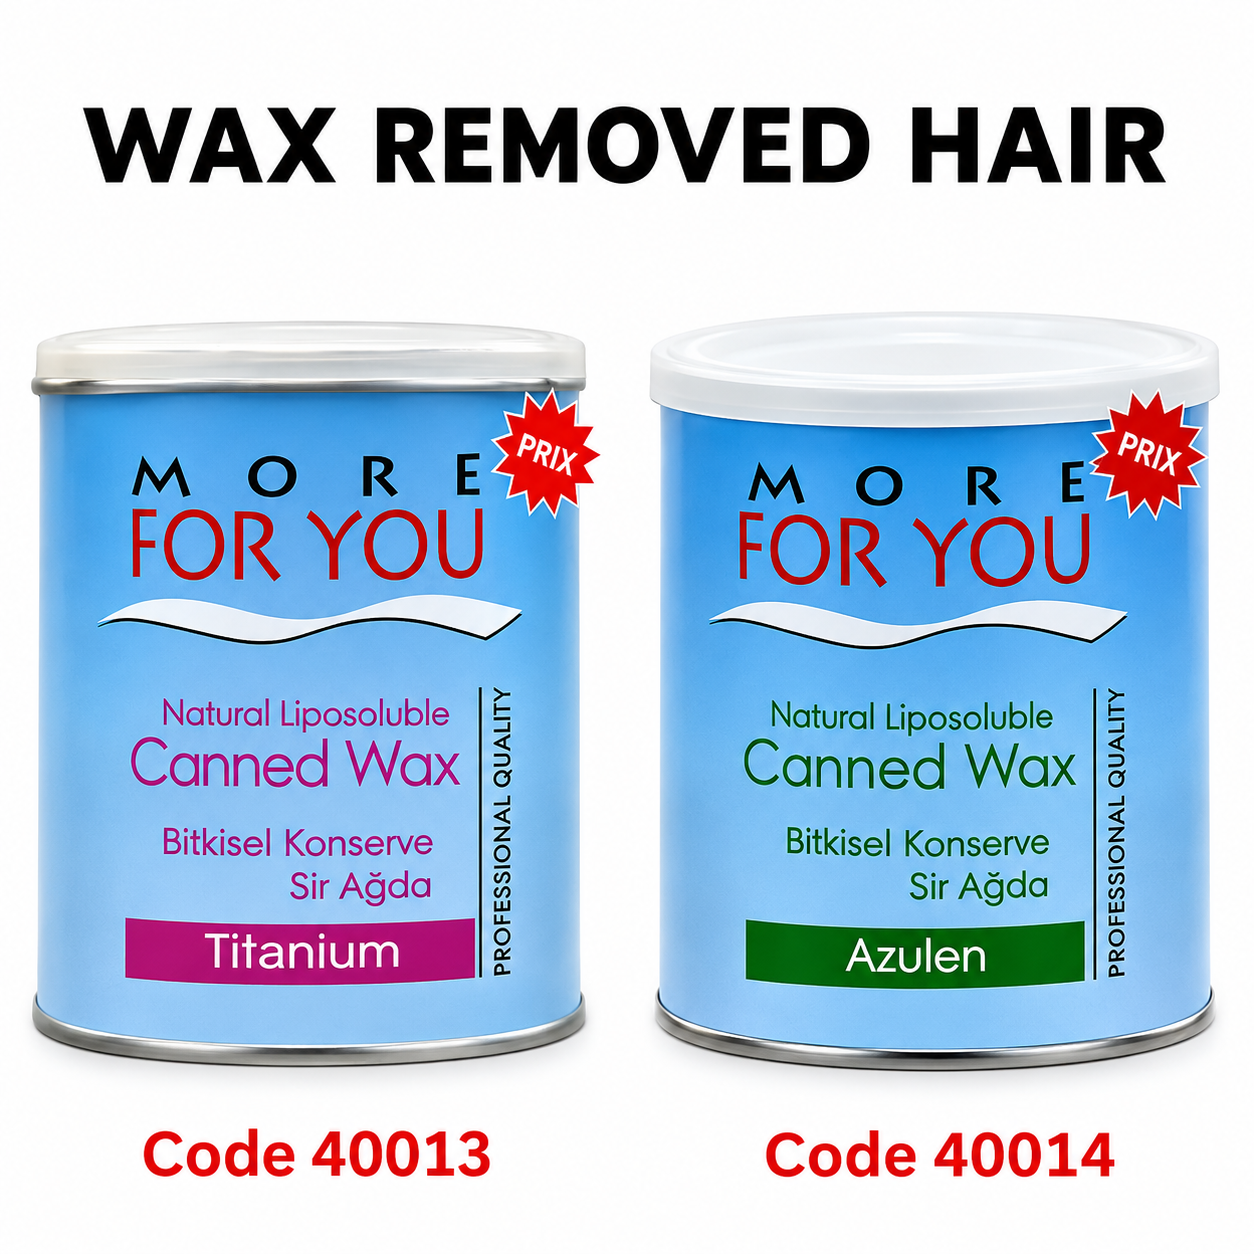 WAX REMOVED HAIR
MORE
FOR YOU
PRIX
Natural Liposoluble
Canned Wax
Bitkisel Konserve
Sir Ağda
Titanium
PROFESSIONAL QUALITY
Code 40013
MORE
FOR YOU
PRIX
Natural Liposoluble
Canned Wax
Bitkisel Konserve
Sir Ağda
Azulen
PROFESSIONAL QUALITY
Code 40014